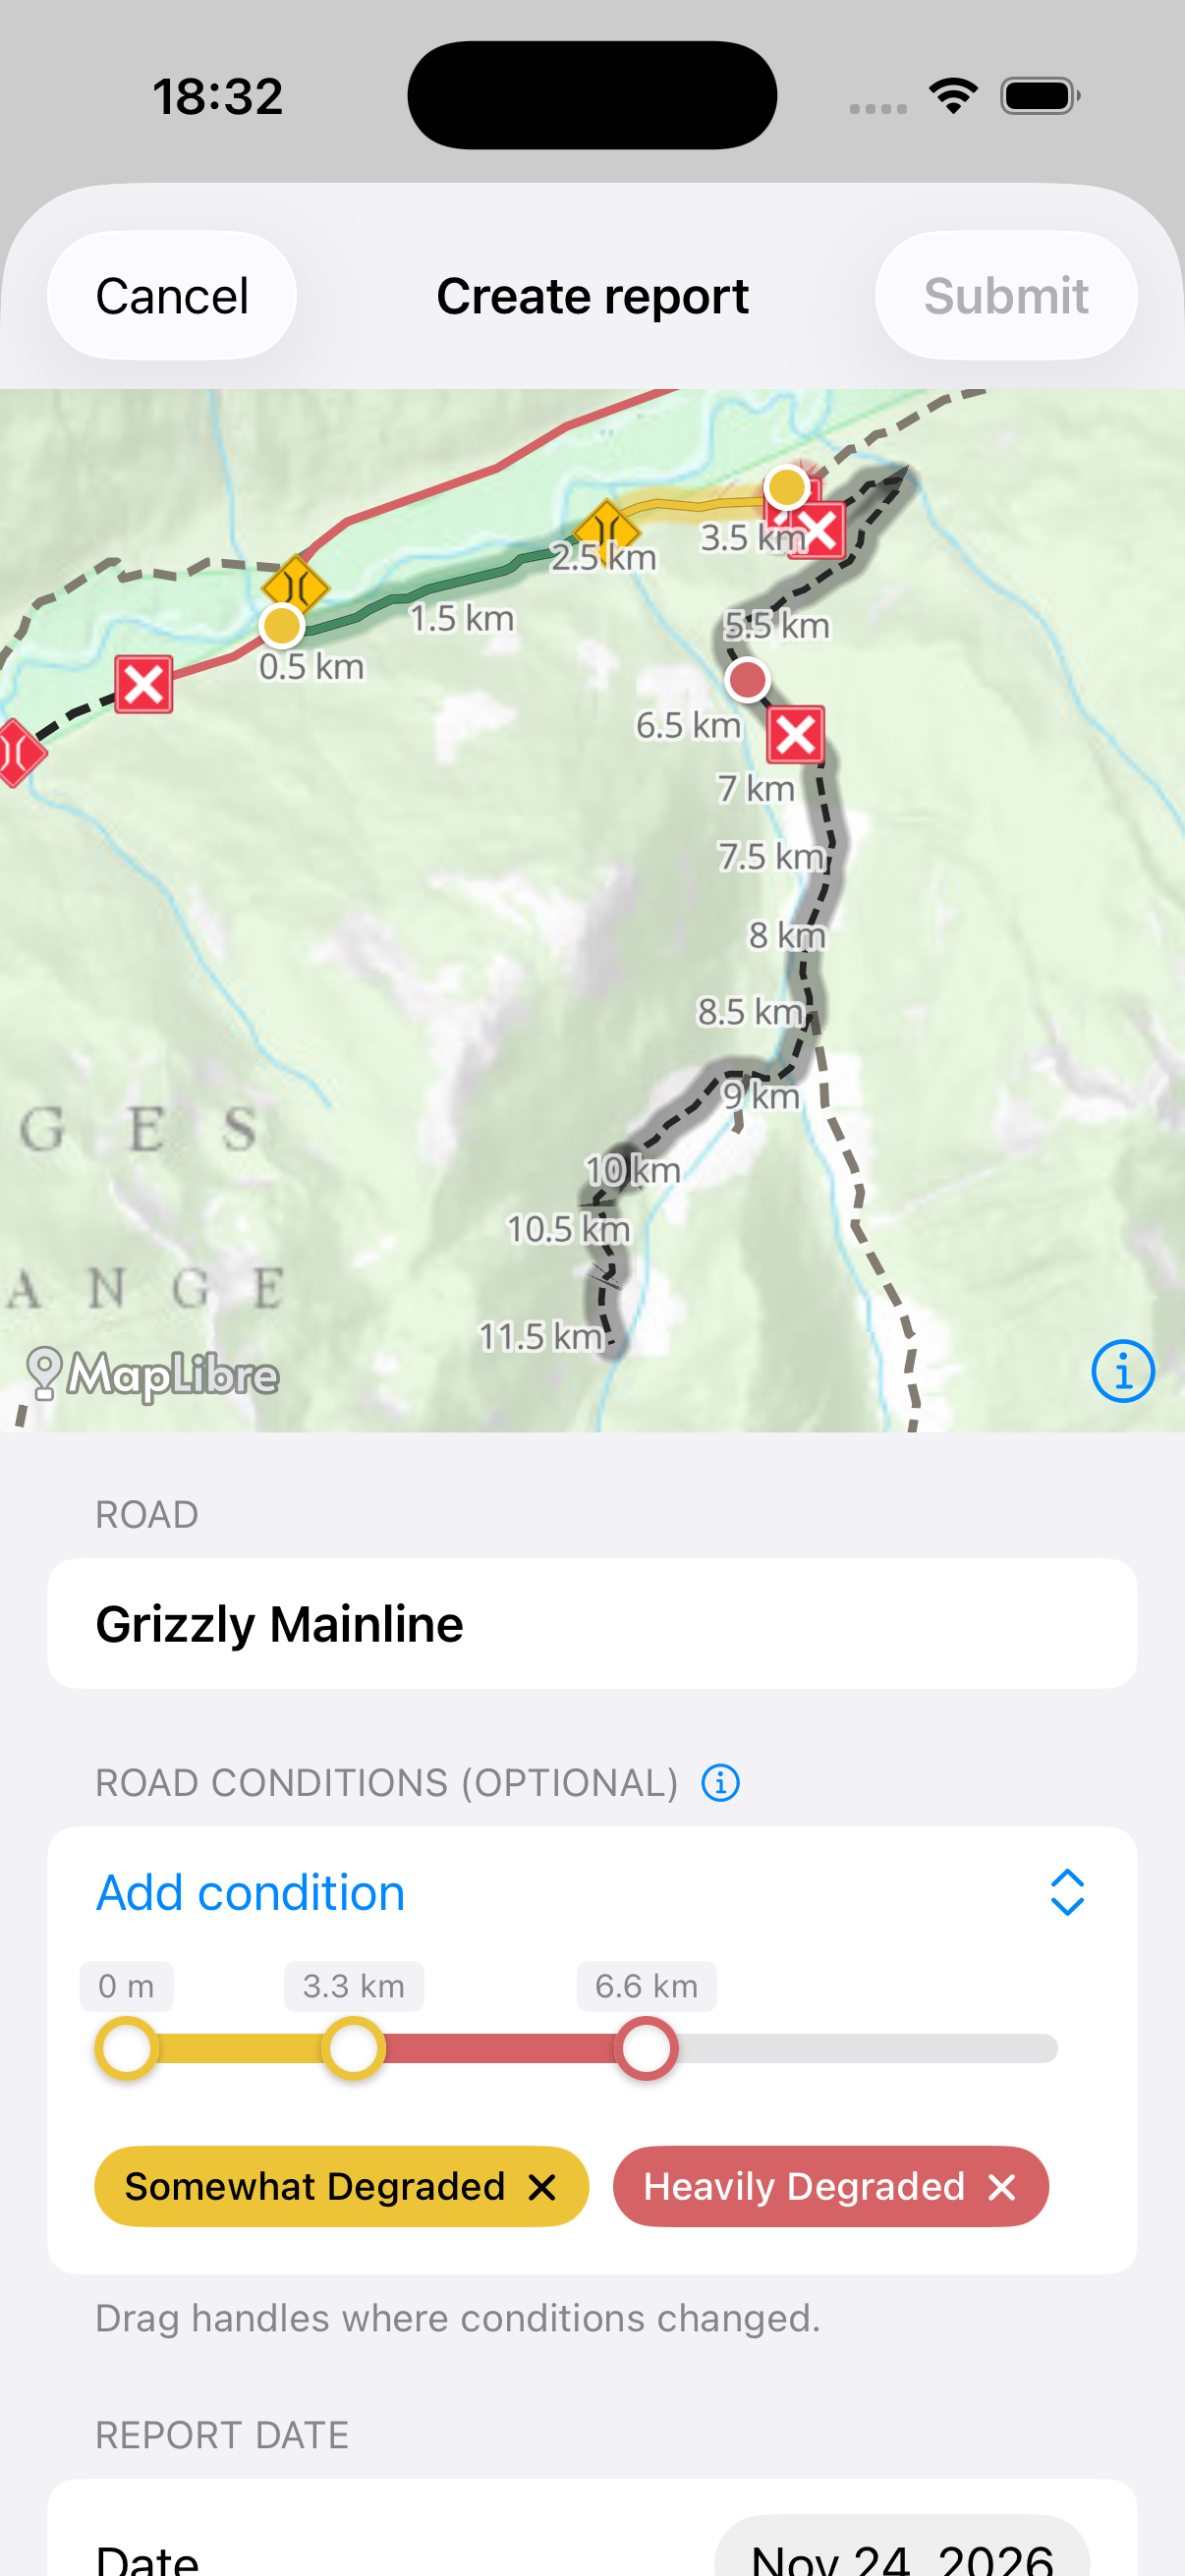 18:32
Cancel
Create report
Submit
3.5 km
2.5 km
1.5 km
5.5 km
0.5 km
6.5 km
7 km
7.5 km
8 km
8.5 km
9 km
G E S
10 km
10.5 km
A N G E
11.5 km
MapLibre
ROAD
Grizzly Mainline
ROAD CONDITIONS (OPTIONAL)
Add condition
0 m
3.3 km
6.6 km
Somewhat Degraded
Heavily Degraded
Drag handles where conditions changed.
REPORT DATE
Date
Nov 24, 2026